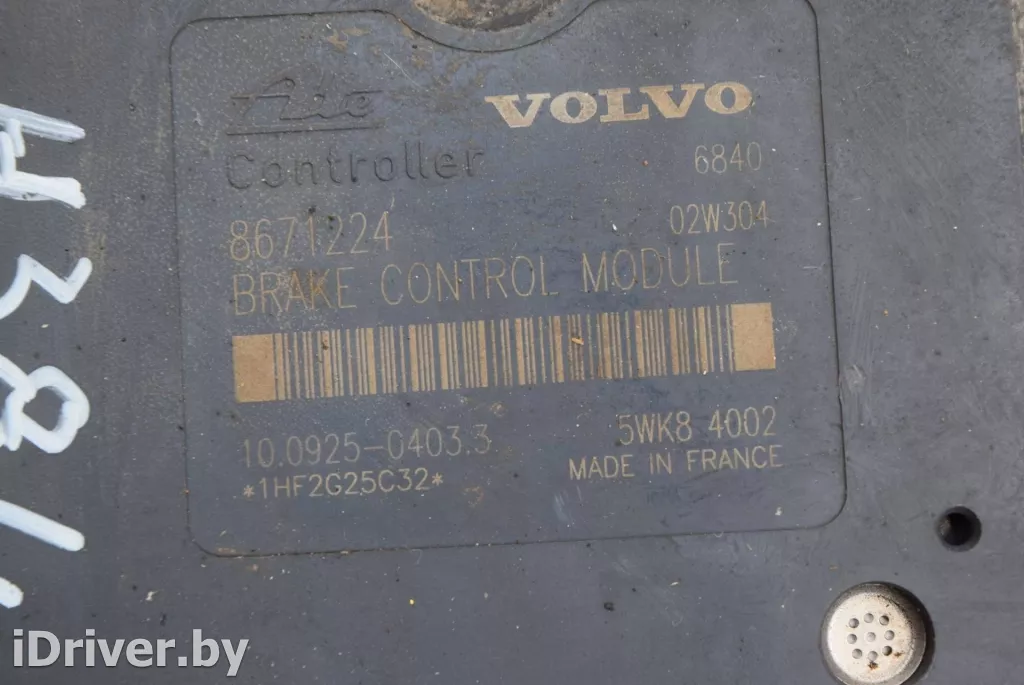 Ate VOLVO
Controller 6840
8671224 02W304
BRAKE CONTROL MODULE
10.0925-0403.3 5WK8 4002
*1HF2G25C32* MADE IN FRANCE
iDriver.by